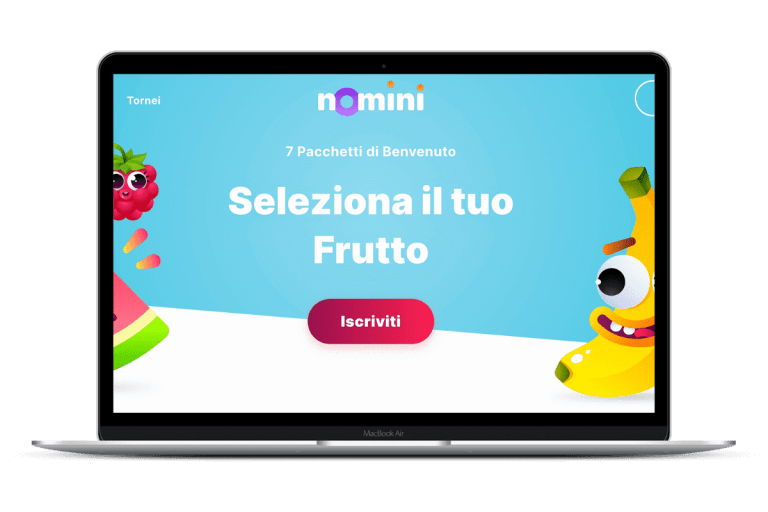 Tornei
nomini
7 Pacchetti di Benvenuto
Seleziona il tuo
Frutto
Iscriviti
MacBook Air